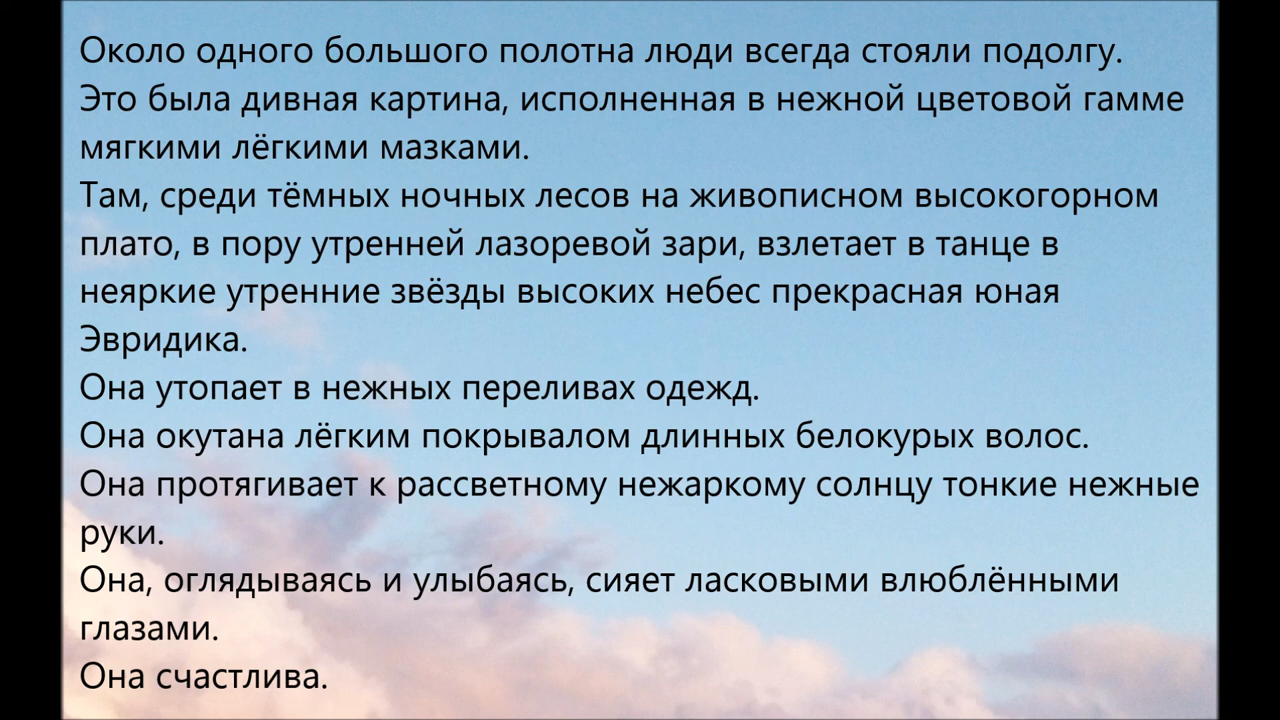 Около одного большого полотна люди всегда стояли подолгу.
Это была дивная картина, исполненная в нежной цветовой гамме
мягкими лёгкими мазками.
Там, среди тёмных ночных лесов на живописном высокогорном
плато, в пору утренней лазоревой зари, взлетает в танце в
неяркие утренние звёзды высоких небес прекрасная юная
Эвридика.
Она утопает в нежных переливах одежд.
Она окутана лёгким покрывалом длинных белокурых волос.
Она протягивает к рассветному нежаркому солнцу тонкие нежные
руки.
Она, оглядываясь и улыбаясь, сияет ласковыми влюблёнными
глазами.
Она счастлива.